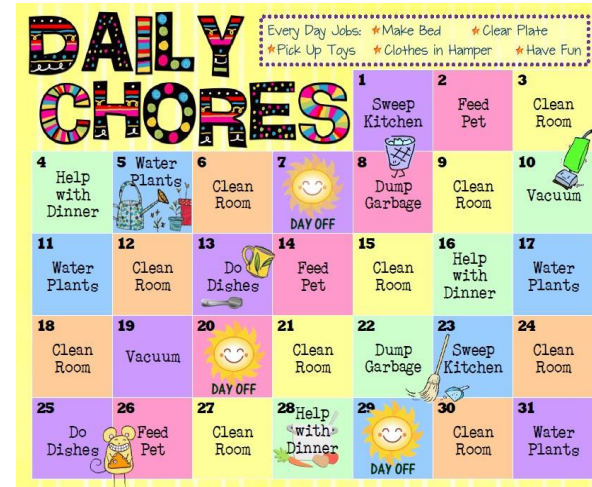 DAILY
CHORES
Every Day Jobs: Make Bed Clear Plate
Pick Up Toys Clothes in Hamper Have Fun
1
Sweep
Kitchen
2
Feed
Pet
3
Clean
Room
4
Help
with
Dinner
5 Water
Plants
6
Clean
Room
7
DAY OFF
8
Dump
Garbage
9
Clean
Room
10
Vacuum
11
Water
Plants
12
Clean
Room
13
Do
Dishes
14
Feed
Pet
15
Clean
Room
16
Help
with
Dinner
17
Water
Plants
18
Clean
Room
19
Vacuum
20
DAY OFF
21
Clean
Room
22
Dump
Garbage
23
Sweep
Kitchen
24
Clean
Room
25
Do
Dishes
26
Feed
Pet
27
Clean
Room
28 Help
with
Dinner
29
DAY OFF
30
Clean
Room
31
Water
Plants